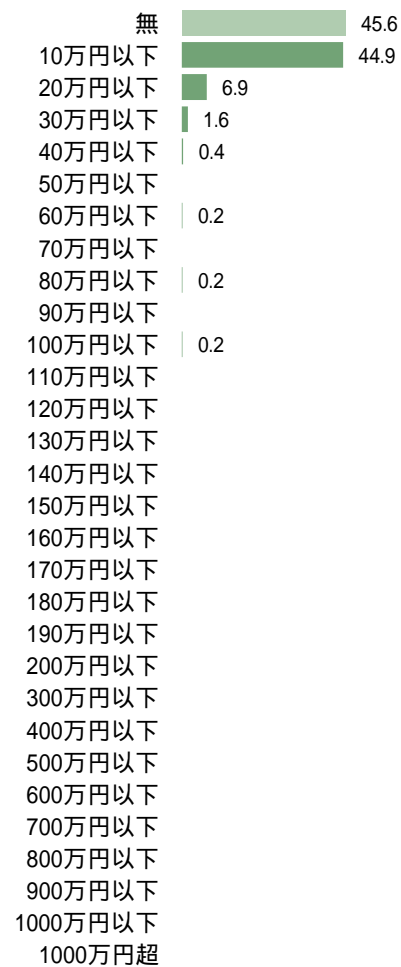 無 45.6
10万円以下 44.9
20万円以下 6.9
30万円以下 1.6
40万円以下 0.4
50万円以下
60万円以下 0.2
70万円以下
80万円以下 0.2
90万円以下
100万円以下 0.2
110万円以下
120万円以下
130万円以下
140万円以下
150万円以下
160万円以下
170万円以下
180万円以下
190万円以下
200万円以下
300万円以下
400万円以下
500万円以下
600万円以下
700万円以下
800万円以下
900万円以下
1000万円以下
1000万円超